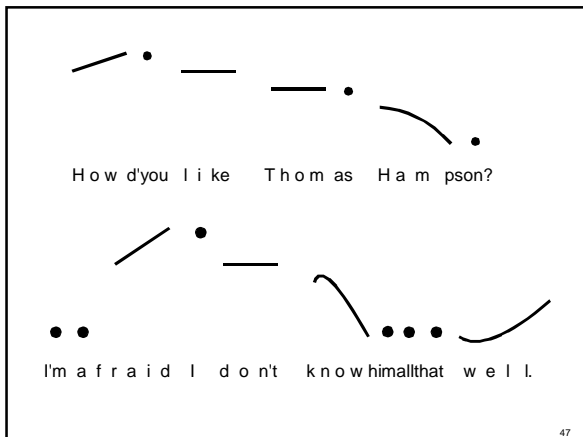 How d'you like Thomas Hampson?
I'm afraid I don't know him all that well.
47